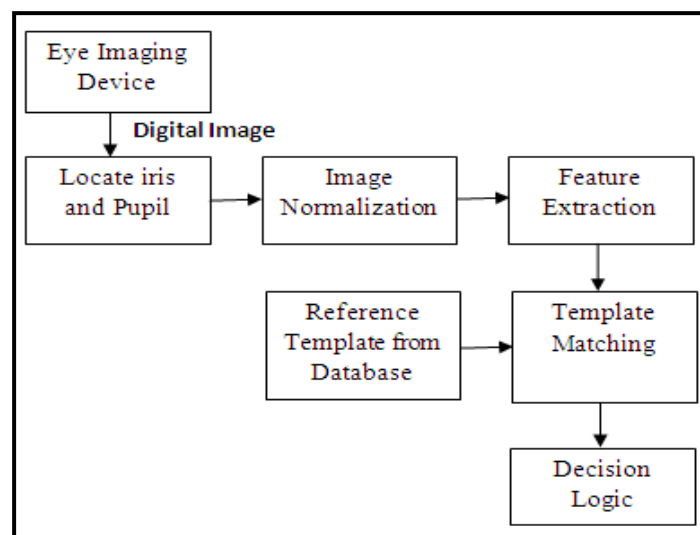 Eye Imaging
Device
Digital Image
Locate iris
and Pupil
Image
Normalization
Feature
Extraction
Reference
Template from
Database
Template
Matching
Decision
Logic